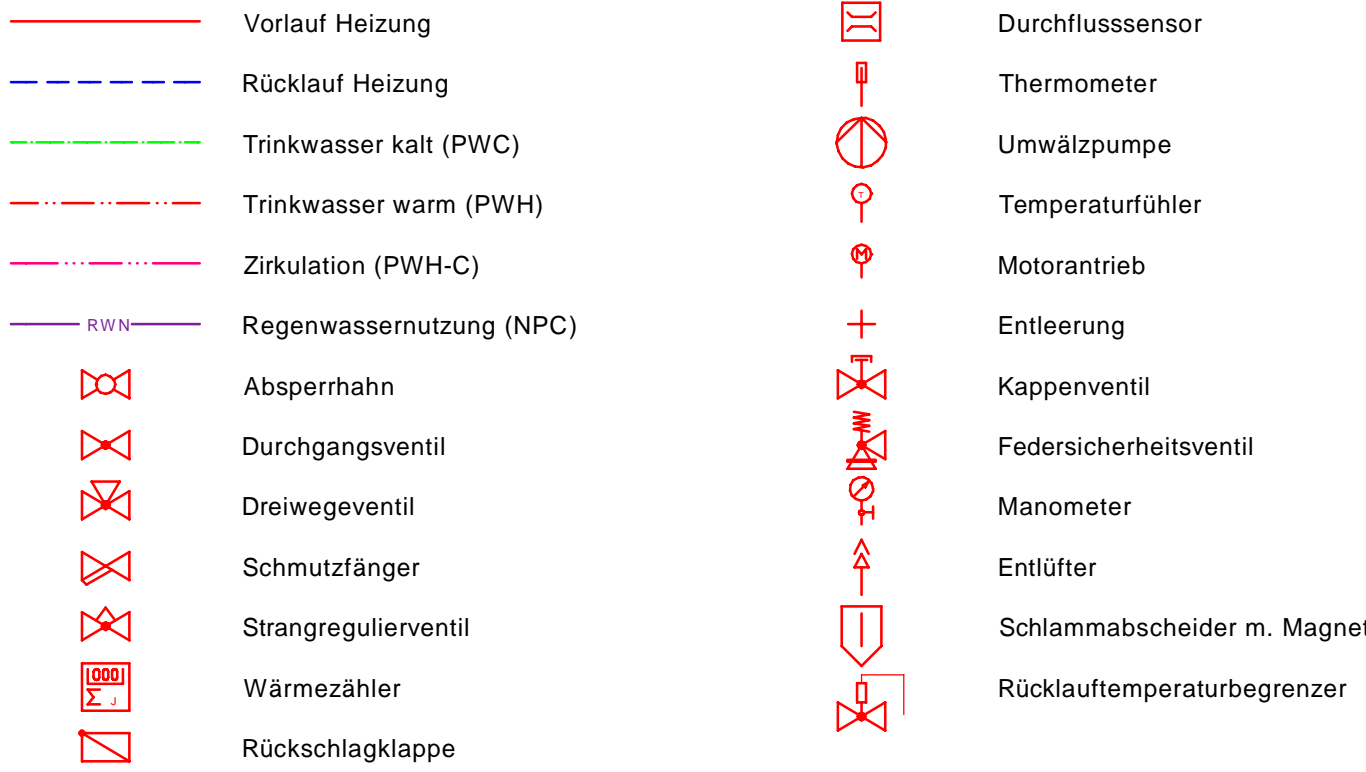 Vorlauf Heizung
Rücklauf Heizung
Trinkwasser kalt (PWC)
Trinkwasser warm (PWH)
Zirkulation (PWH-C)
RWN Regenwassernutzung (NPC)
Absperrhahn
Durchgangsventil
Dreiwegeventil
Schmutzfänger
Strangregulierventil
000
Σ J
Wärmezähler
Rückschlagklappe
Durchflusssensor
Thermometer
Umwälzpumpe
T Temperaturfühler
M Motorantrieb
Entleerung
Kappenventil
Federsicherheitsventil
Manometer
Entlüfter
Schlammabscheider m. Magnet
Rücklauftemperaturbegrenzer